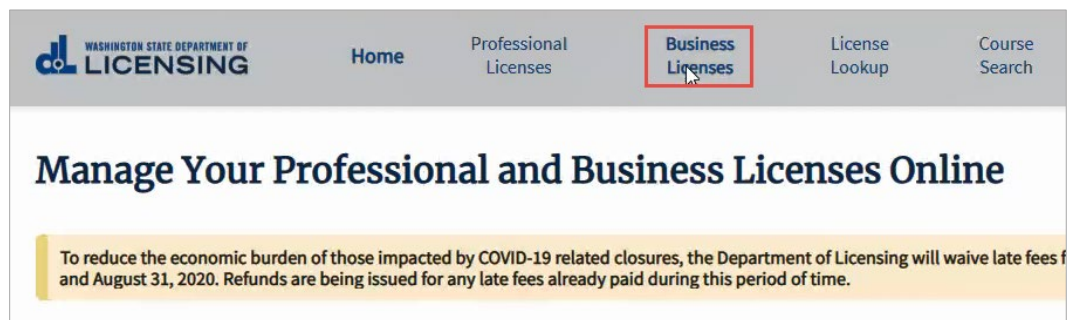 WASHINGTON STATE DEPARTMENT OF
LICENSING
Home
Professional
Licenses
Business
Licenses
License
Lookup
Course
Search
Manage Your Professional and Business Licenses Online
To reduce the economic burden of those impacted by COVID-19 related closures, the Department of Licensing will waive late fees
and August 31, 2020. Refunds are being issued for any late fees already paid during this period of time.